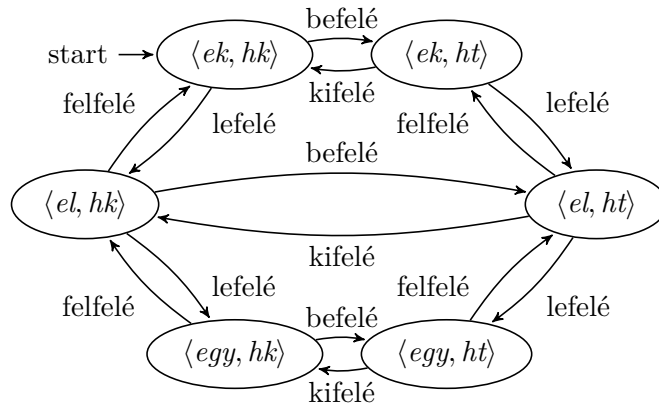 befelé
start ⟨ek, hk⟩ ⟨ek, ht⟩
kifelé
felfelé lefelé felfelé lefelé
befelé
⟨el, hk⟩ ⟨el, ht⟩
kifelé
felfelé lefelé felfelé lefelé
befelé
⟨egy, hk⟩ ⟨egy, ht⟩
kifelé